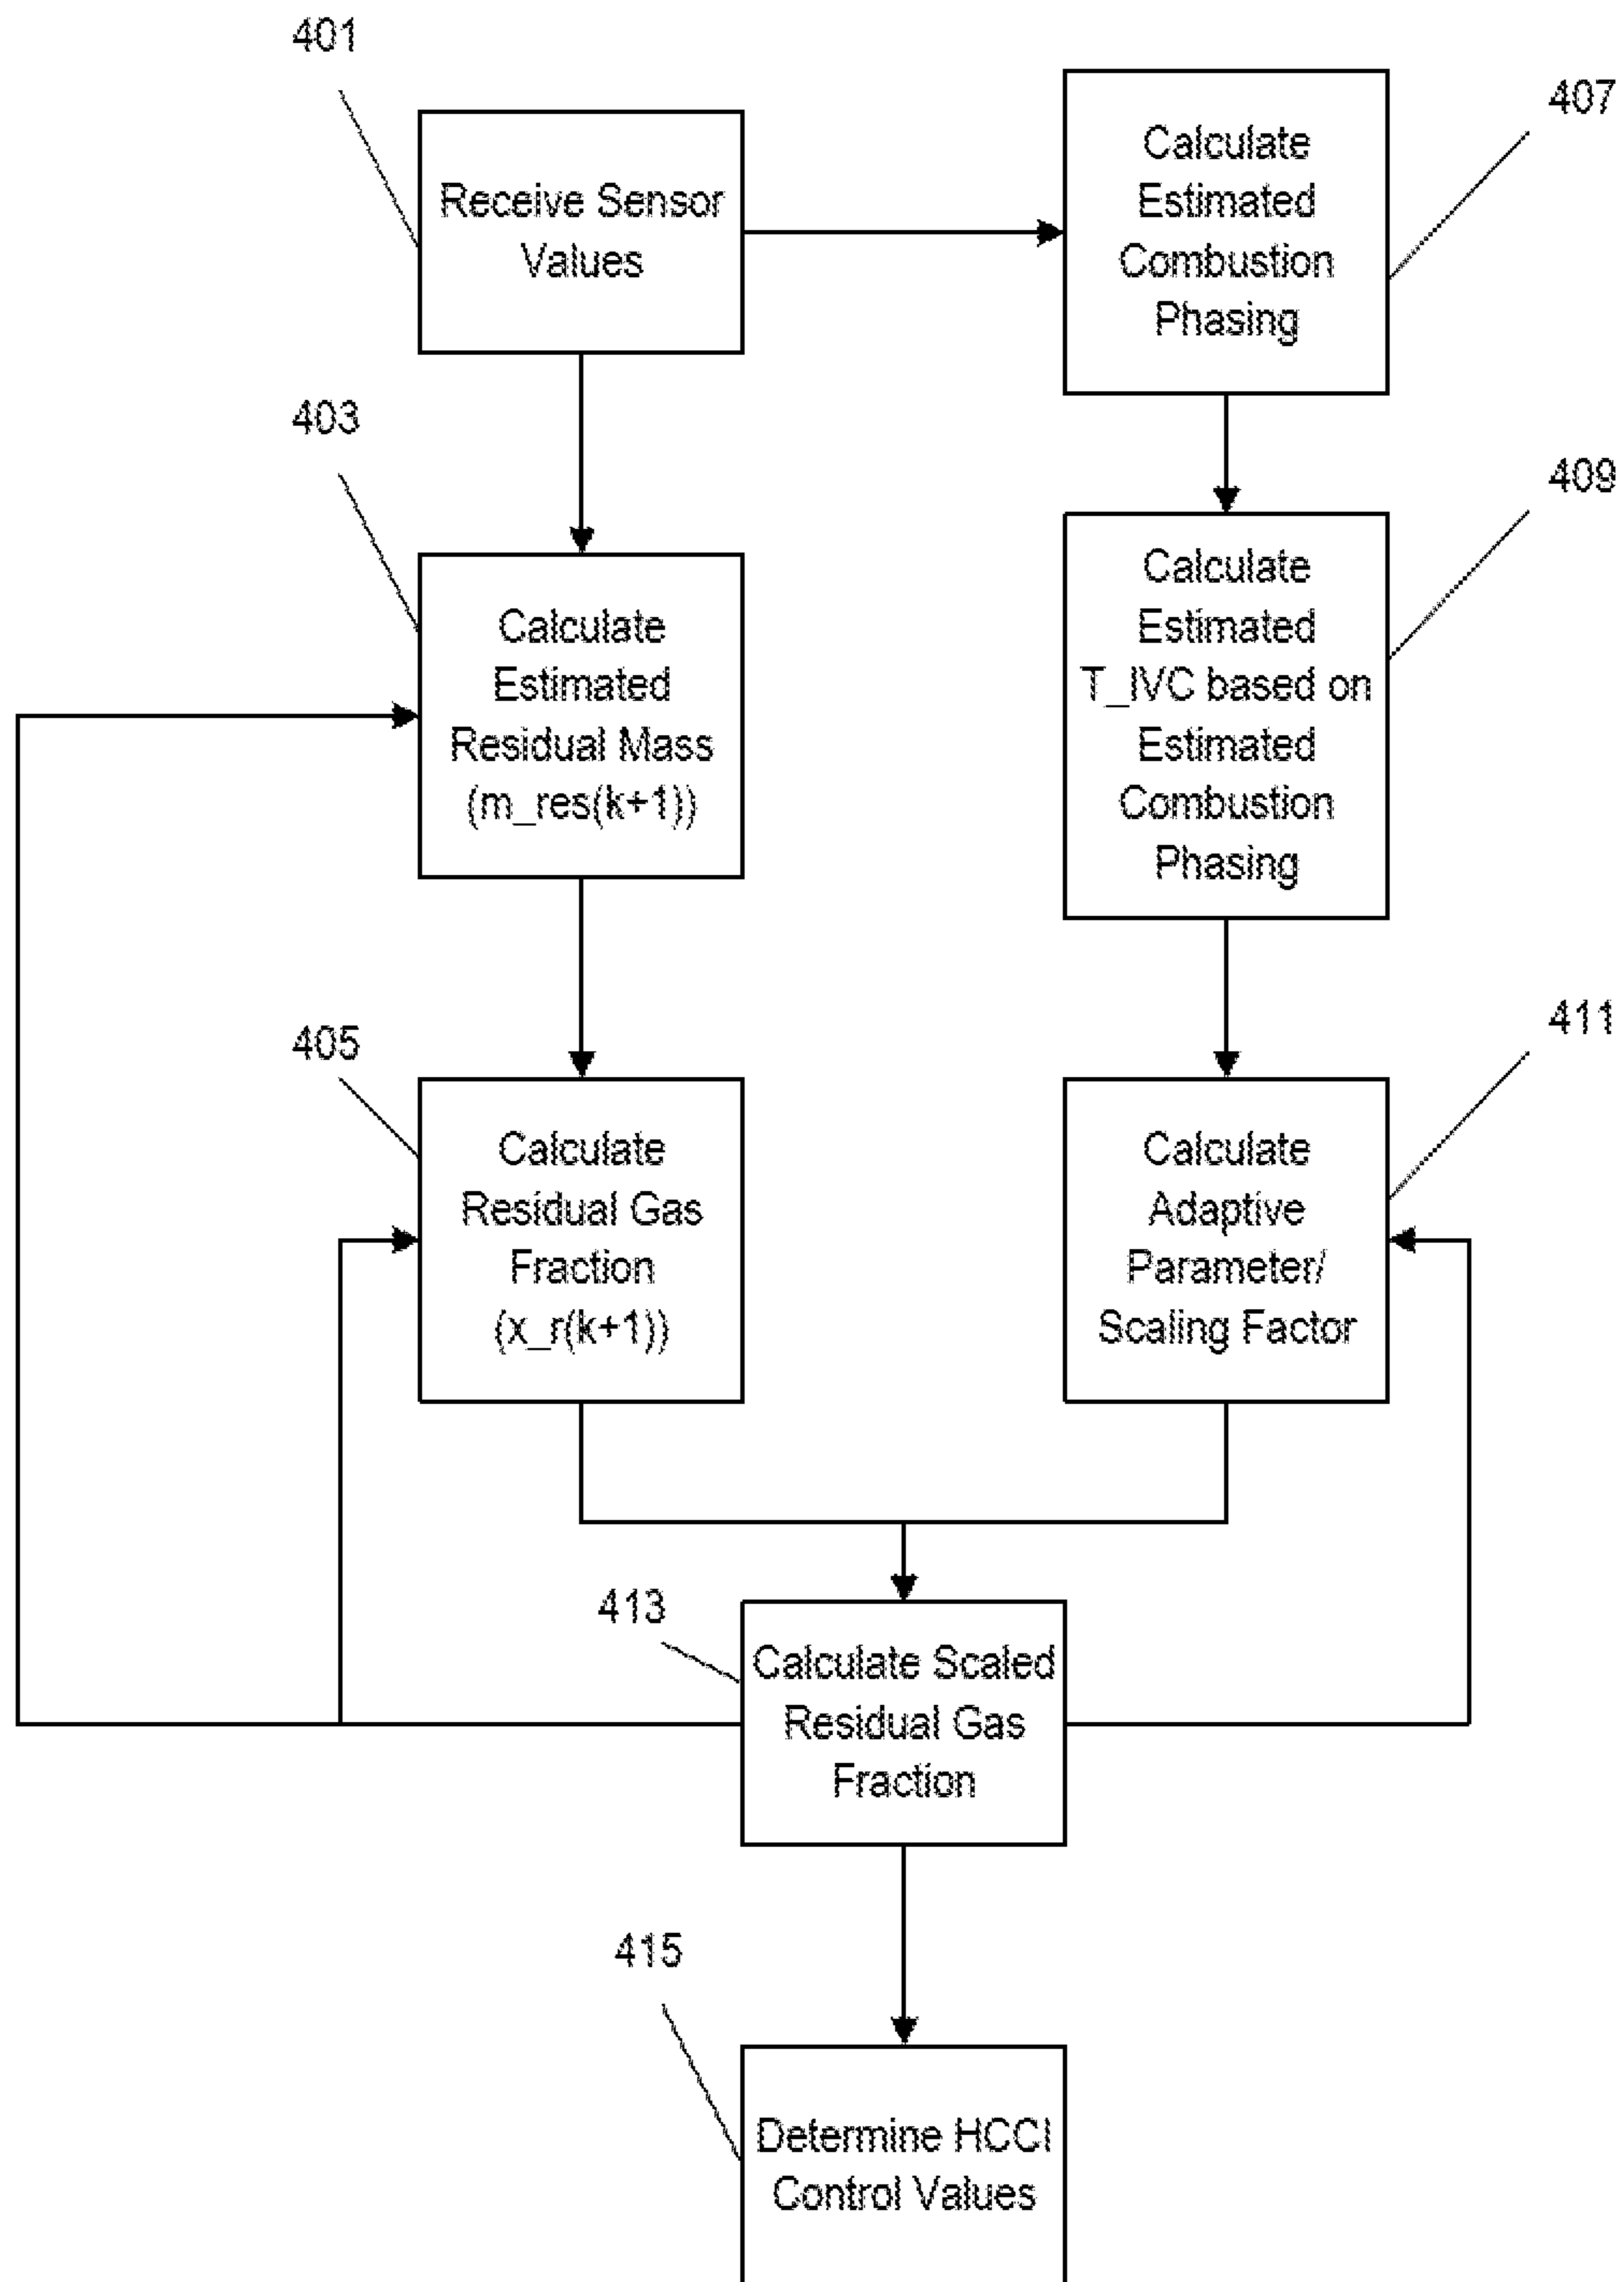 401
Receive Sensor
Values
407
Calculate
Estimated
Combustion
Phasing
403
Calculate
Estimated
Residual Mass
(m_res(k+1))
409
Calculate
Estimated
T_IVC based on
Estimated
Combustion
Phasing
405
Calculate
Residual Gas
Fraction
(x_r(k+1))
411
Calculate
Adaptive
Parameter/
Scaling Factor
413
Calculate Scaled
Residual Gas
Fraction
415
Determine HCCI
Control Values